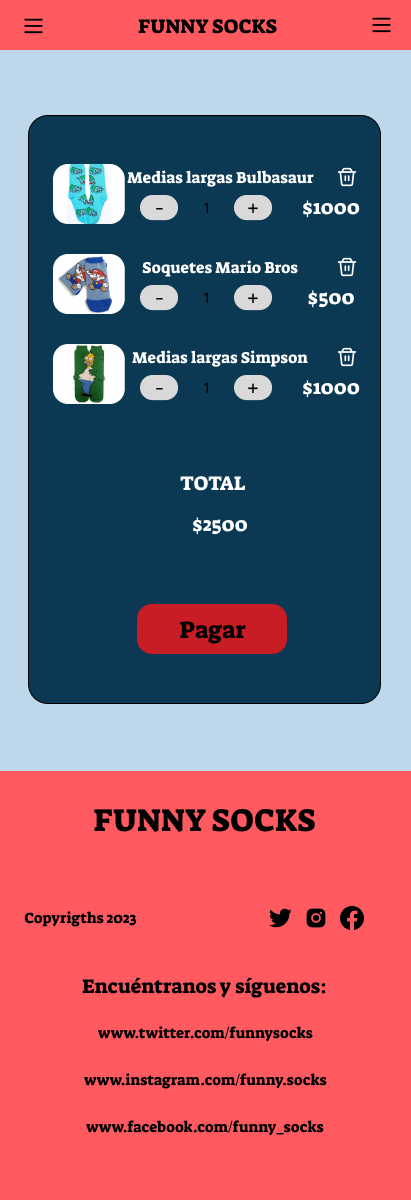 FUNNY SOCKS
Medias largas Bulbasaur
- 1 + $1000
Soquetes Mario Bros
- 1 + $500
Medias largas Simpson
- 1 + $1000
TOTAL
$2500
Pagar
FUNNY SOCKS
Copyrigths 2023
Encuéntranos y síguenos:
www.twitter.com/funnysocks
www.instagram.com/funny.socks
www.facebook.com/funny_socks